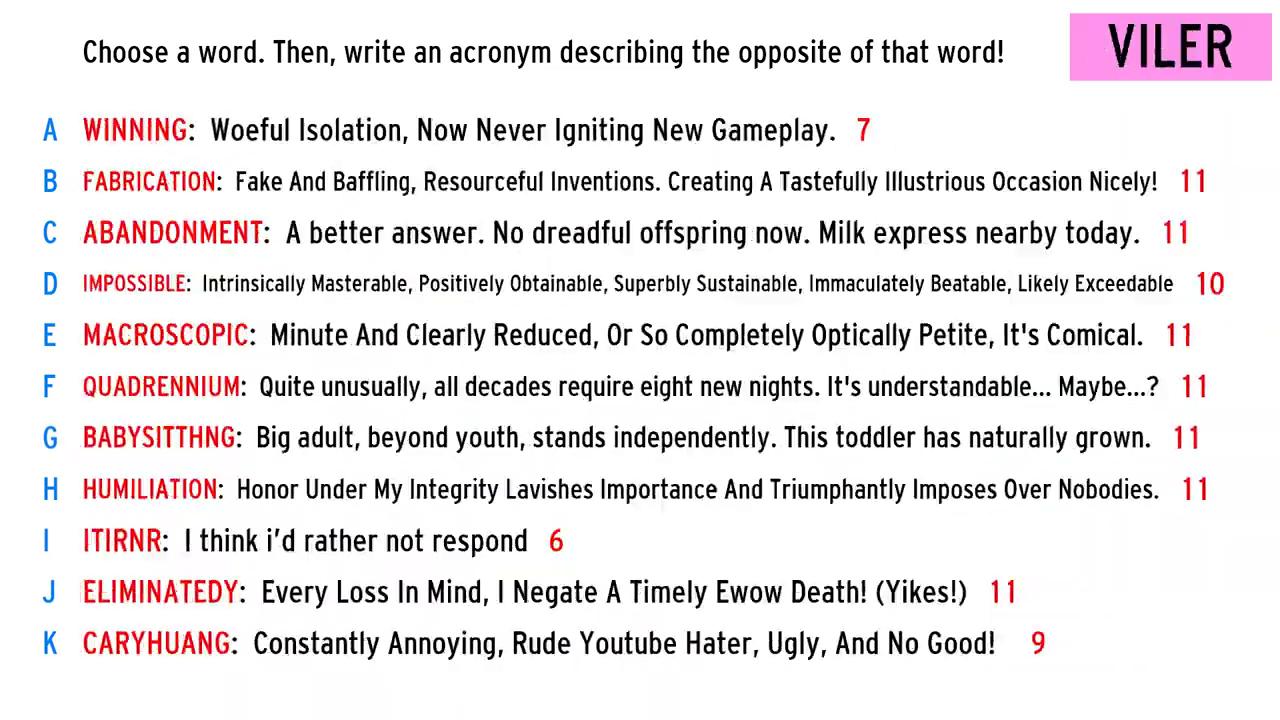 Choose a word. Then, write an acronym describing the opposite of that word!
VILER
A WINNING: Woeful Isolation, Now Never Igniting New Gameplay. 7
B FABRICATION: Fake And Baffling, Resourceful Inventions. Creating A Tastefully Illustrious Occasion Nicely! 11
C ABANDONMENT: A better answer. No dreadful offspring now. Milk express nearby today. 11
D IMPOSSIBLE: Intrinsically Masterable, Positively Obtainable, Superbly Sustainable, Immaculately Beatable, Likely Exceedable 10
E MACROSCOPIC: Minute And Clearly Reduced, Or So Completely Optically Petite, It's Comical. 11
F QUADRENNIUM: Quite unusually, all decades require eight new nights. It's understandable... Maybe...? 11
G BABYSITTHNG: Big adult, beyond youth, stands independently. This toddler has naturally grown. 11
H HUMILIATION: Honor Under My Integrity Lavishes Importance And Triumphantly Imposes Over Nobodies. 11
I ITIRNR: I think i'd rather not respond 6
J ELIMINATEDY: Every Loss In Mind, I Negate A Timely Ewow Death! (Yikes!) 11
K CARYHUANG: Constantly Annoying, Rude Youtube Hater, Ugly, And No Good! 9